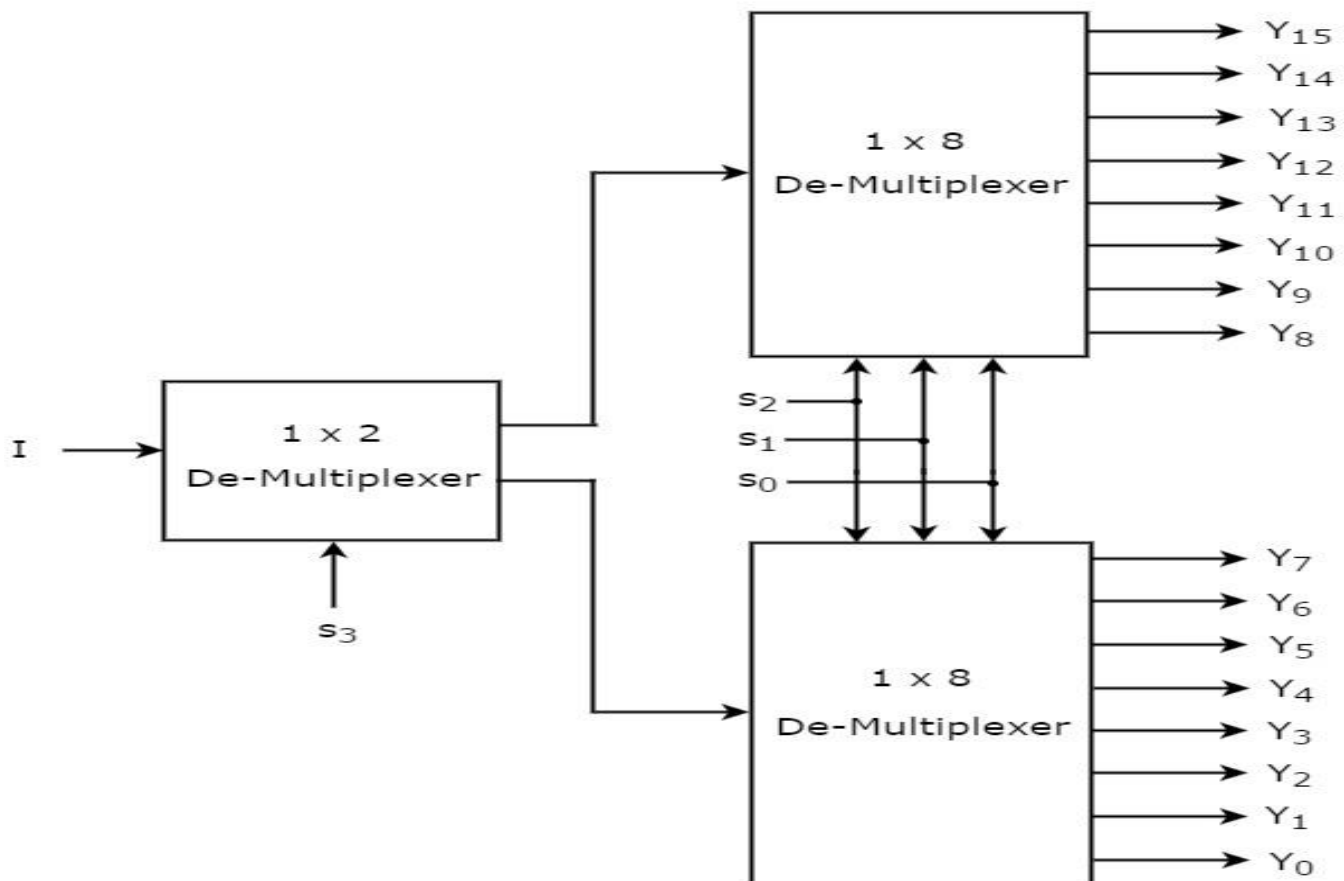 Y15
Y14
Y13
1 x 8
Y12
De-Multiplexer
Y11
Y10
Y9
Y8
s2
1 x 2
s1
I
De-Multiplexer
s0
Y7
Y6
s3
Y5
1 x 8
Y4
De-Multiplexer
Y3
Y2
Y1
Y0